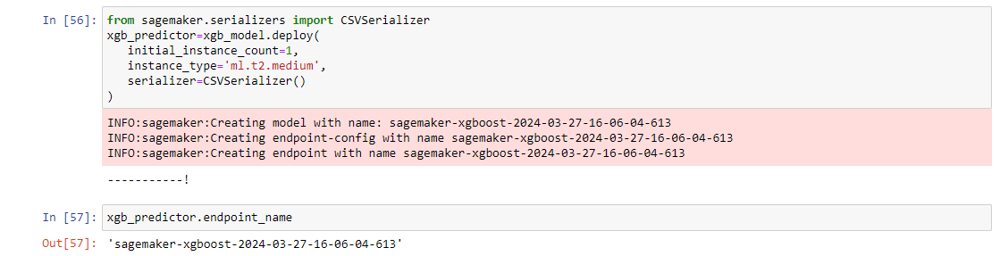 In [56]: from sagemaker.serializers import CSVSerializer
xgb_predictor=xgb_model.deploy(
    initial_instance_count=1,
    instance_type='ml.t2.medium',
    serializer=CSVSerializer()
)
INFO:sagemaker:Creating model with name: sagemaker-xgboost-2024-03-27-16-06-04-613
INFO:sagemaker:Creating endpoint-config with name sagemaker-xgboost-2024-03-27-16-06-04-613
INFO:sagemaker:Creating endpoint with name sagemaker-xgboost-2024-03-27-16-06-04-613
-----------!
In [57]: xgb_predictor.endpoint_name
Out[57]: 'sagemaker-xgboost-2024-03-27-16-06-04-613'